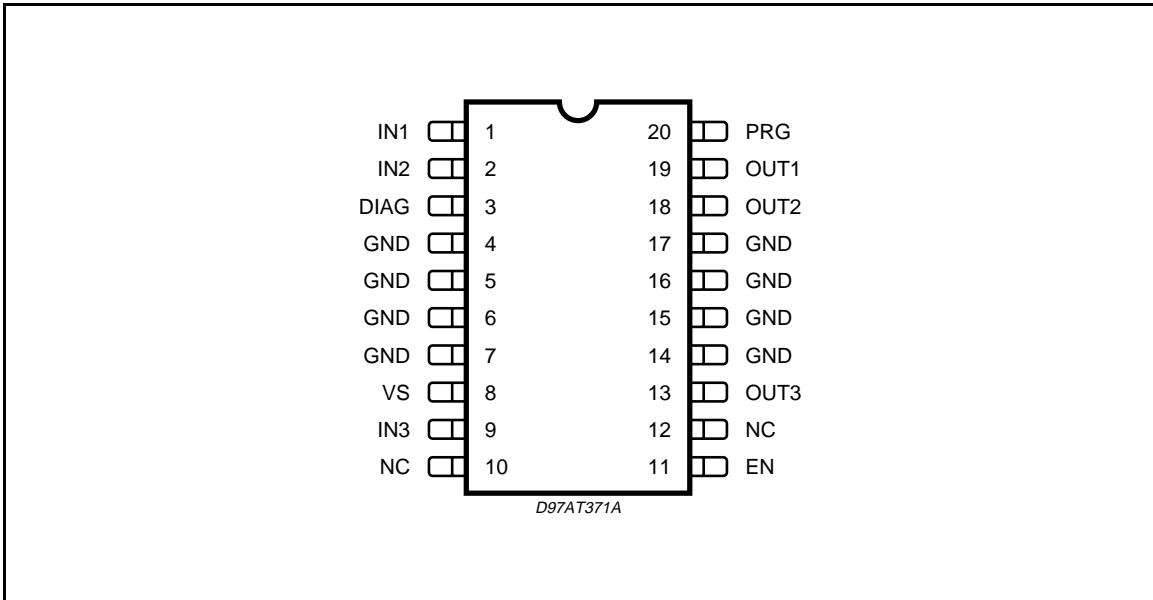 IN1 1 20 PRG
IN2 2 19 OUT1
DIAG 3 18 OUT2
GND 4 17 GND
GND 5 16 GND
GND 6 15 GND
GND 7 14 GND
VS 8 13 OUT3
IN3 9 12 NC
NC 10 11 EN
D97AT371A